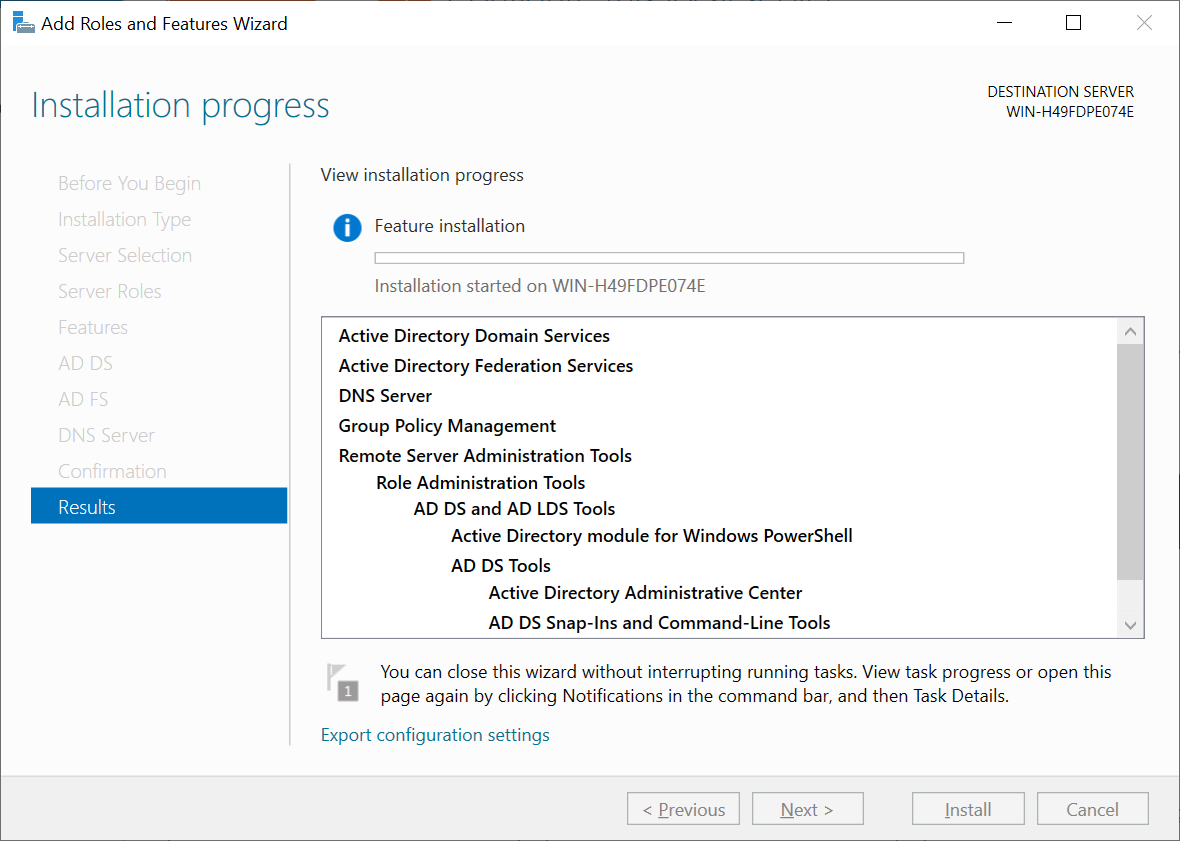 Add Roles and Features Wizard
Installation progress
DESTINATION SERVER
WIN-H49FDPE074E
Before You Begin
Installation Type
Server Selection
Server Roles
Features
AD DS
AD FS
DNS Server
Confirmation
Results
View installation progress
Feature installation
Installation started on WIN-H49FDPE074E
Active Directory Domain Services
Active Directory Federation Services
DNS Server
Group Policy Management
Remote Server Administration Tools
Role Administration Tools
AD DS and AD LDS Tools
Active Directory module for Windows PowerShell
AD DS Tools
Active Directory Administrative Center
AD DS Snap-Ins and Command-Line Tools
1
You can close this wizard without interrupting running tasks. View task progress or open this
page again by clicking Notifications in the command bar, and then Task Details.
Export configuration settings
< Previous
Next >
Install
Cancel